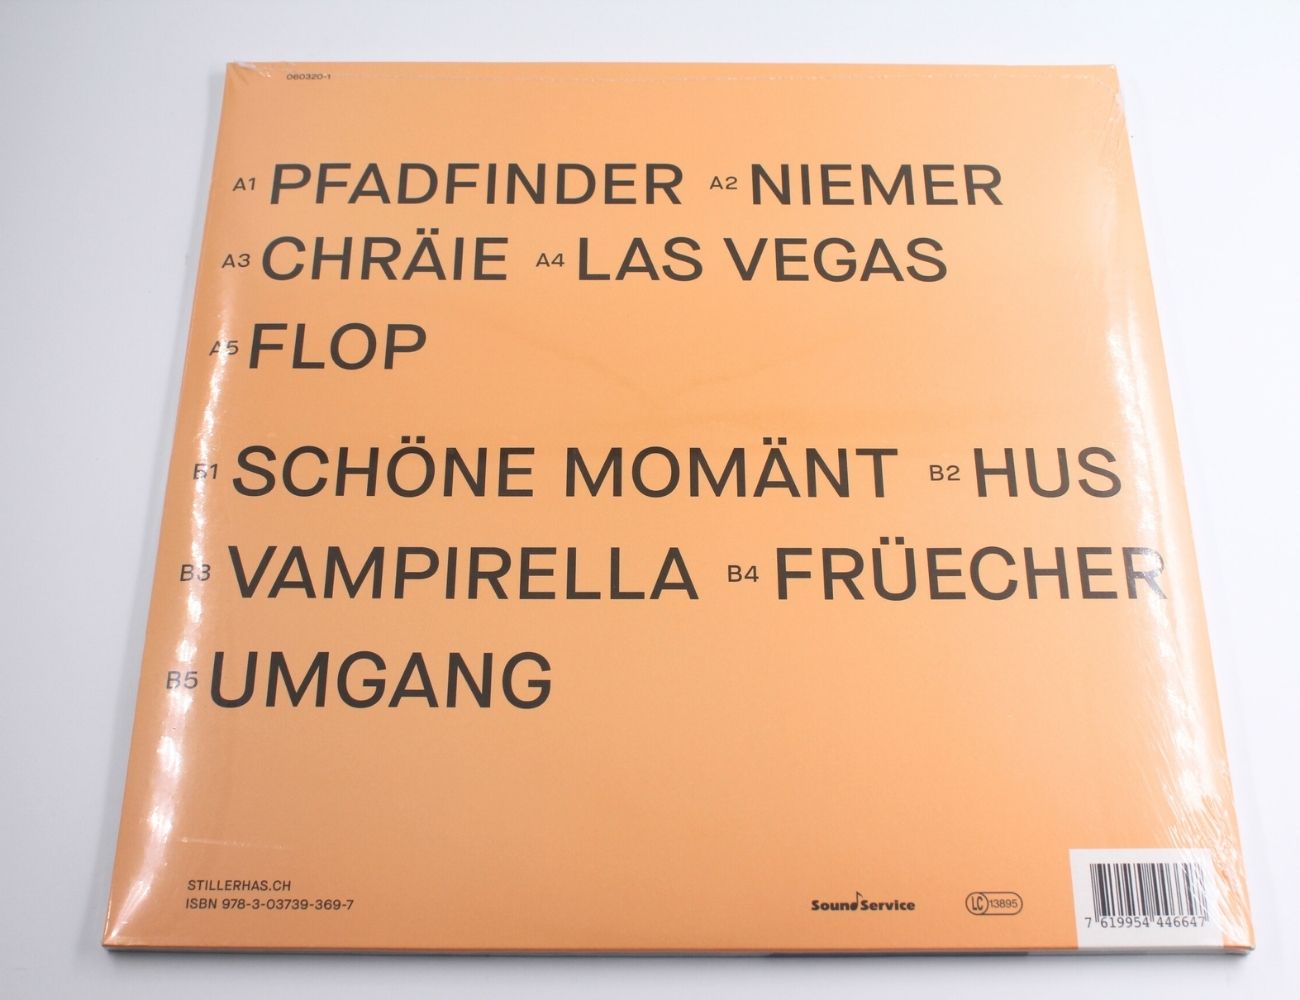 060320-1
A1 PFADFINDER A2 NIEMER
A3 CHRÄIE A4 LAS VEGAS
A5 FLOP
B1 SCHÖNE MOMÄNT B2 HUS
B3 VAMPIRELLA B4 FRÜECHER
B5 UMGANG
STILLERHAS.CH
ISBN 978-3-03739-369-7
SoundService
LC 13895
7 619954 446647